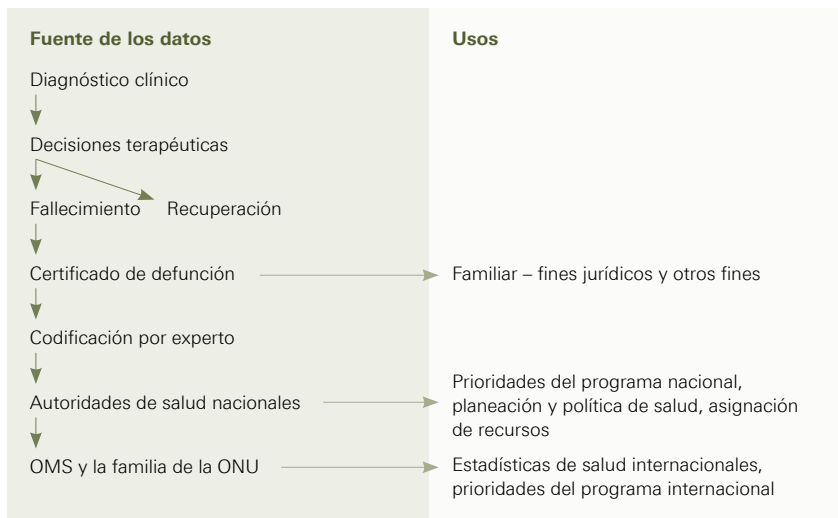 Fuente de los datos
Usos
Diagnóstico clínico
Decisiones terapéuticas
Fallecimiento
Recuperación
Certificado de defunción
Familiar – fines jurídicos y otros fines
Codificación por experto
Autoridades de salud nacionales
Prioridades del programa nacional,
planeación y política de salud, asignación
de recursos
OMS y la familia de la ONU
Estadísticas de salud internacionales,
prioridades del programa internacional